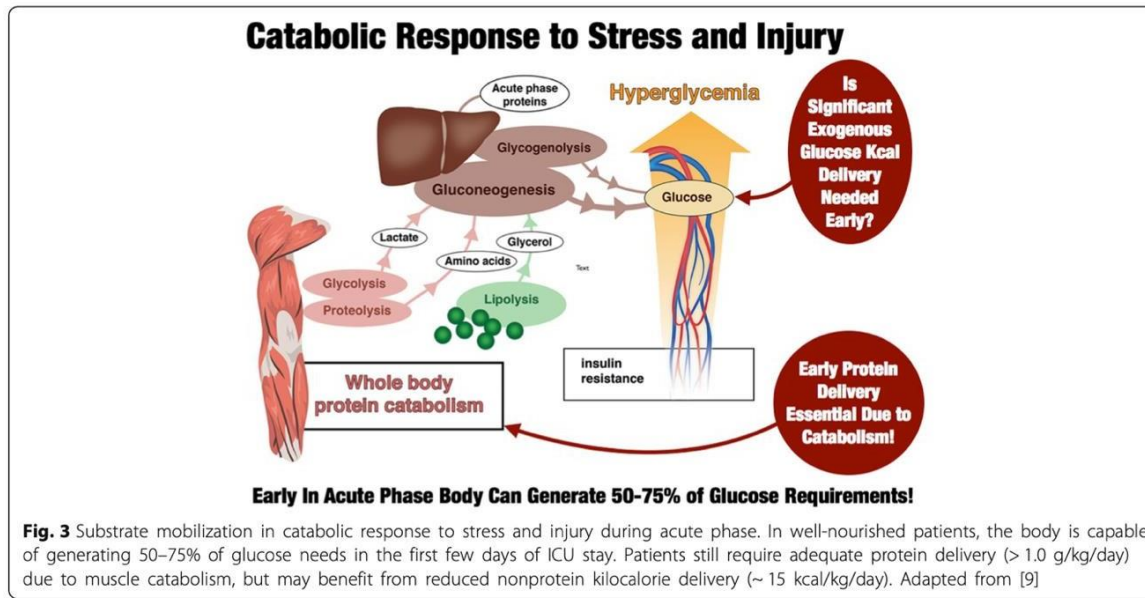 Catabolic Response to Stress and Injury
Acute phase
proteins
Hyperglycemia
Is
Significant
Exogenous
Glucose Kcal
Delivery
Needed
Early?
Glycogenolysis
Gluconeogenesis
Glucose
Lactate
Glycerol
Amino acids
Text
Glycolysis
Proteolysis
Lipolysis
insulin
resistance
Whole body
protein catabolism
Early Protein
Delivery
Essential Due to
Catabolism!
Early In Acute Phase Body Can Generate 50-75% of Glucose Requirements!
Fig. 3 Substrate mobilization in catabolic response to stress and injury during acute phase. In well-nourished patients, the body is capable
of generating 50–75% of glucose needs in the first few days of ICU stay. Patients still require adequate protein delivery (> 1.0 g/kg/day)
due to muscle catabolism, but may benefit from reduced nonprotein kilocalorie delivery (~ 15 kcal/kg/day). Adapted from [9]